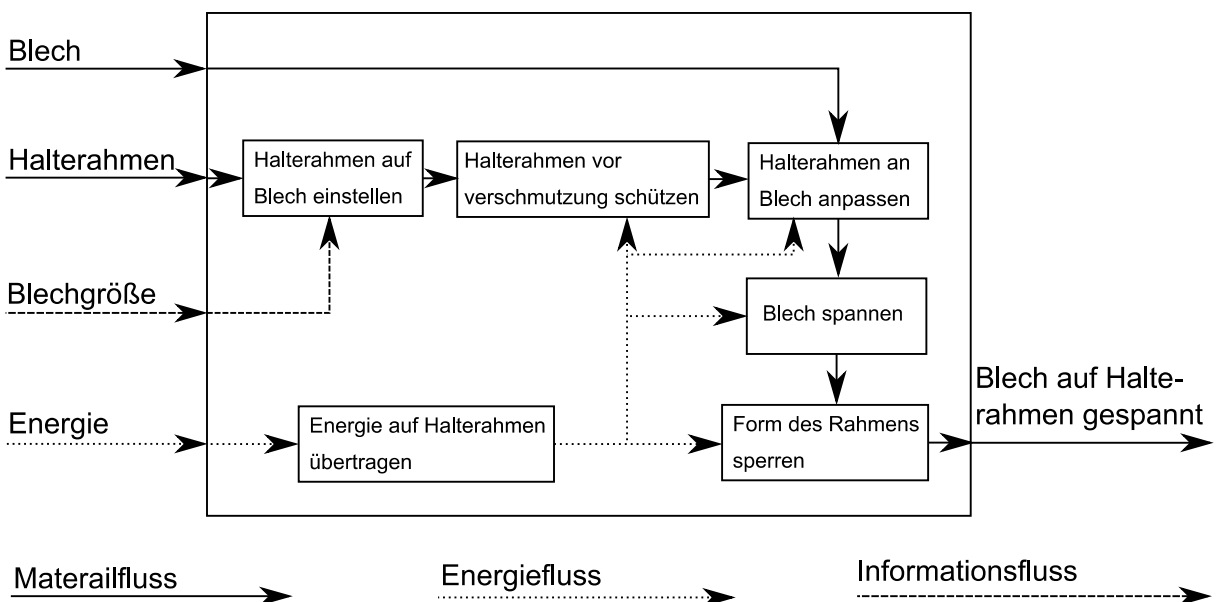 Blech
Halterahmen
Halterahmen auf
Blech einstellen
Halterahmen vor
verschmutzung schützen
Halterahmen an
Blech anpassen
Blechgröße
Blech spannen
Energie
Energie auf Halterahmen
übertragen
Form des Rahmens
sperren
Blech auf Halte-
rahmen gespannt
Materailfluss
Energiefluss
Informationsfluss